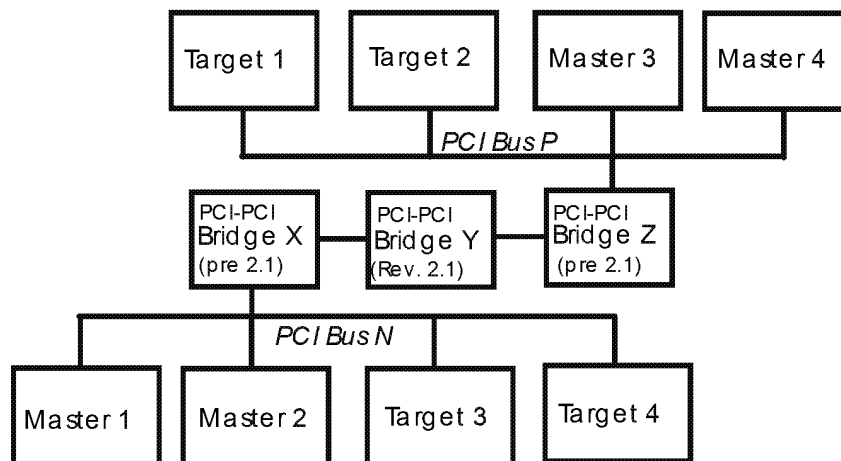 Target 1
Target 2
Master 3
Master 4
PCI Bus P
PCI-PCI
Bridge X
(pre 2.1)
PCI-PCI
Bridge Y
(Rev. 2.1)
PCI-PCI
Bridge Z
(pre 2.1)
PCI Bus N
Master 1
Master 2
Target 3
Target 4